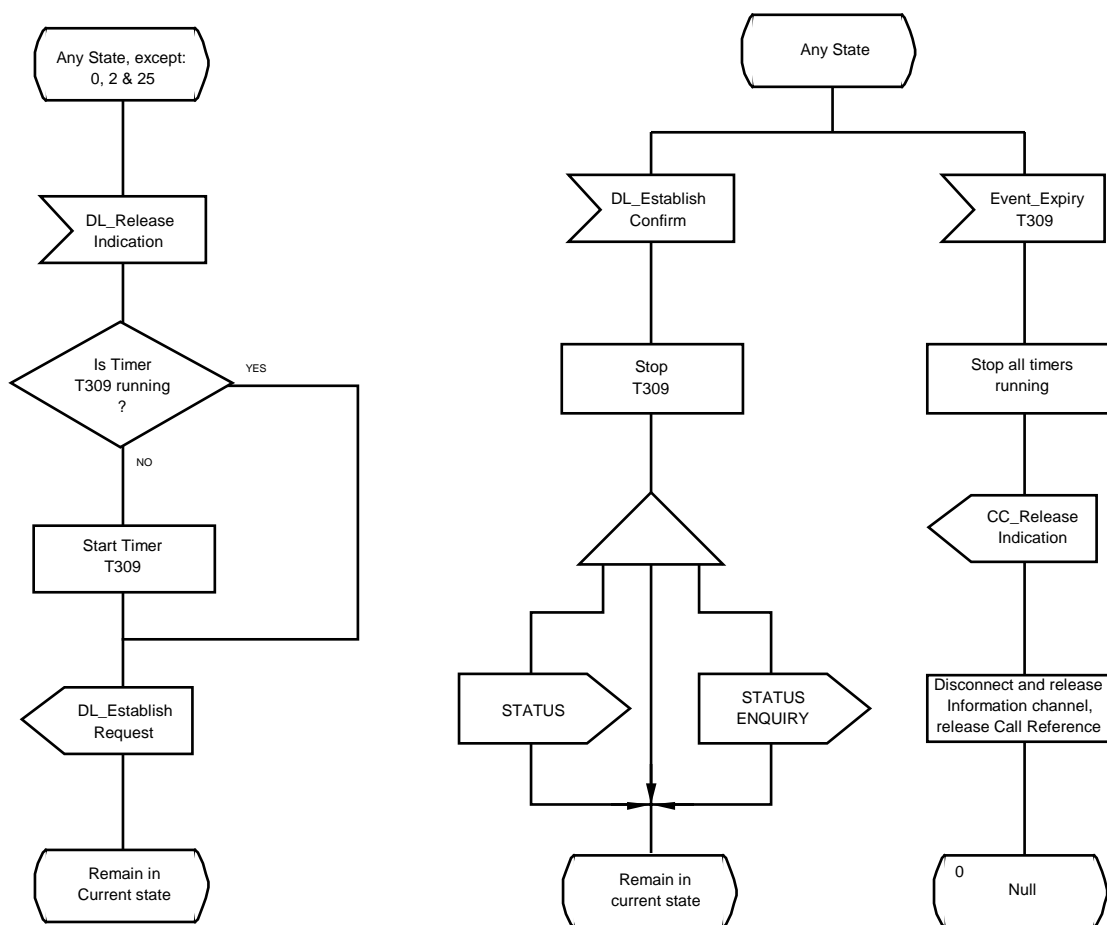 Any State, except:
0, 2 & 25
DL_Release
Indication
Is Timer
T309 running
?
YES
NO
Start Timer
T309
DL_Establish
Request
Remain in
Current state
Any State
DL_Establish
Confirm
Stop
T309
STATUS
STATUS
ENQUIRY
Remain in
current state
Event_Expiry
T309
Stop all timers
running
CC_Release
Indication
Disconnect and release
Information channel,
release Call Reference
0
Null